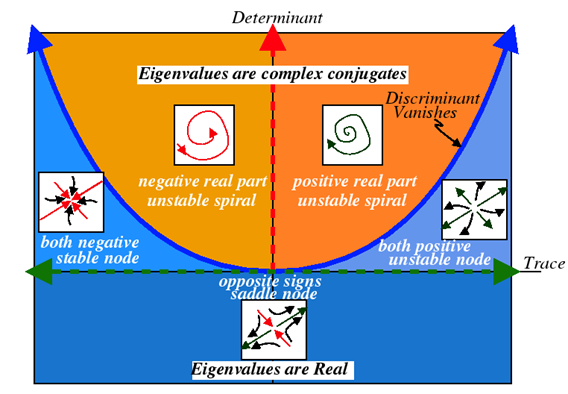 Determinant
Eigenvalues are complex conjugates
Discriminant
Vanishes
negative real part
unstable spiral
positive real part
unstable spiral
both negative
stable node
both positive
unstable node
Trace
opposite signs
saddle node
Eigenvalues are Real